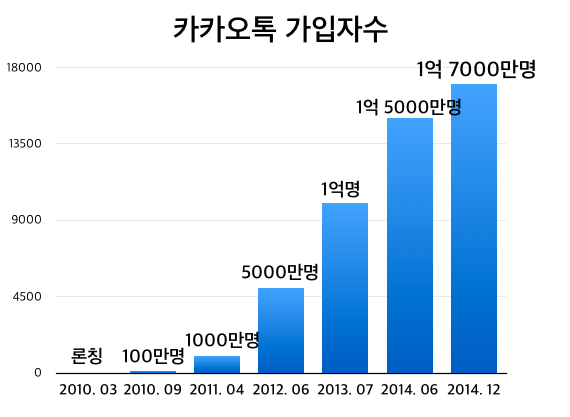 카카오톡 가입자수
18000
1억 7000만명
1억 5000만명
13500
1억명
9000
5000만명
4500
1000만명
론칭
100만명
0
2010. 03
2010. 09
2011. 04
2012. 06
2013. 07
2014. 06
2014. 12